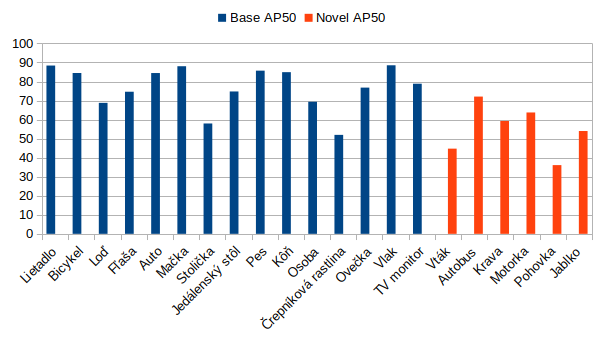 Base AP50 Novel AP50
100
90
80
70
60
50
40
30
20
10
0
Lietadlo
Bicykel
Loď
Fľaša
Auto
Mačka
Stolička
Jedálenský stôl
Pes
Kôň
Osoba
Črepníková rastlina
Ovečka
Vlak
TV monitor
Vták
Autobus
Krava
Motorka
Pohovka
Jablko